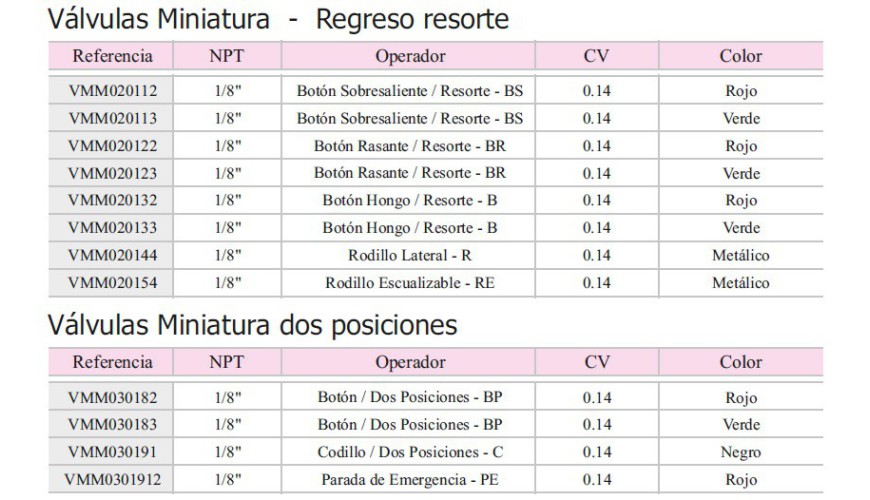 Válvulas Miniatura - Regreso resorte
Referencia NPT Operador CV Color
VMM020112 1/8" Botón Sobresaliente / Resorte - BS 0.14 Rojo
VMM020113 1/8" Botón Sobresaliente / Resorte - BS 0.14 Verde
VMM020122 1/8" Botón Rasante / Resorte - BR 0.14 Rojo
VMM020123 1/8" Botón Rasante / Resorte - BR 0.14 Verde
VMM020132 1/8" Botón Hongo / Resorte - B 0.14 Rojo
VMM020133 1/8" Botón Hongo / Resorte - B 0.14 Verde
VMM020144 1/8" Rodillo Lateral - R 0.14 Metálico
VMM020154 1/8" Rodillo Escualizable - RE 0.14 Metálico
Válvulas Miniatura dos posiciones
Referencia NPT Operador CV Color
VMM030182 1/8" Botón / Dos Posiciones - BP 0.14 Rojo
VMM030183 1/8" Botón / Dos Posiciones - BP 0.14 Verde
VMM030191 1/8" Codillo / Dos Posiciones - C 0.14 Negro
VMM0301912 1/8" Parada de Emergencia - PE 0.14 Rojo